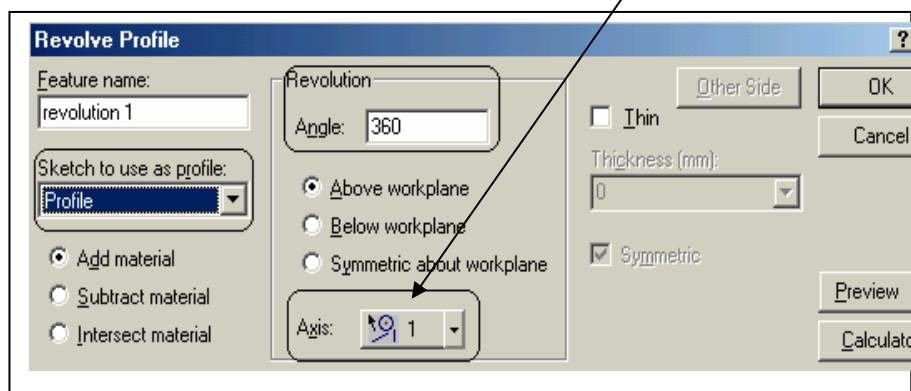 Revolve Profile
?
Feature name:
revolution 1
Sketch to use as profile:
Profile
Add material
Subtract material
Intersect material
Revolution
Angle: 360
Above workplane
Below workplane
Symmetric about workplane
Axis: 1
Other Side
Thin
Thickness (mm):
0
Symmetric
OK
Cancel
Preview
Calculato